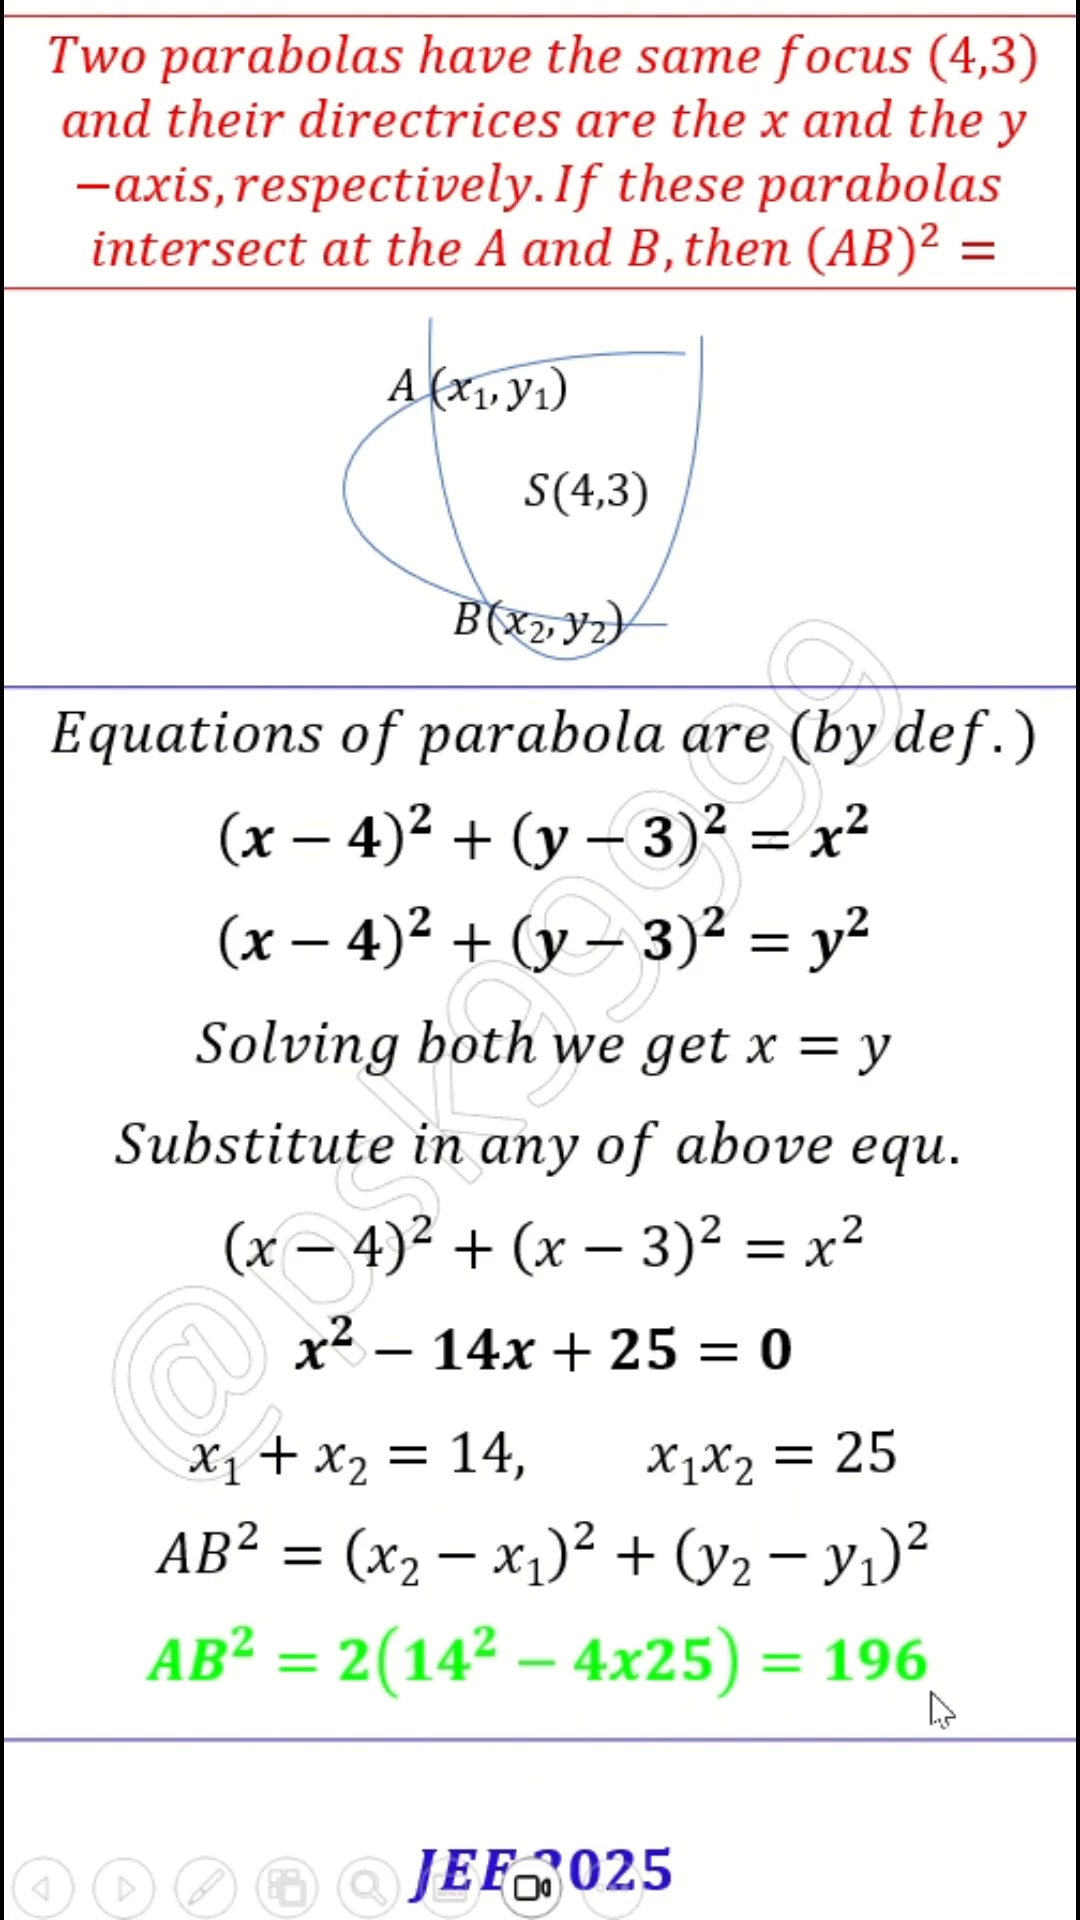 Two parabolas have the same focus (4,3)
and their directrices are the x and the y
−axis, respectively. If these parabolas
intersect at the A and B, then (AB)² =
A (x₁, y₁)
S(4,3)
B(x₂, y₂)
Equations of parabola are (by def.)
(x − 4)² + (y − 3)² = x²
(x − 4)² + (y − 3)² = y²
Solving both we get x = y
Substitute in any of above equ.
(x − 4)² + (x − 3)² = x²
x² − 14x + 25 = 0
x₁ + x₂ = 14, x₁x₂ = 25
AB² = (x₂ − x₁)² + (y₂ − y₁)²
AB² = 2(14² − 4x25) = 196
@psk9999
JEE 2025